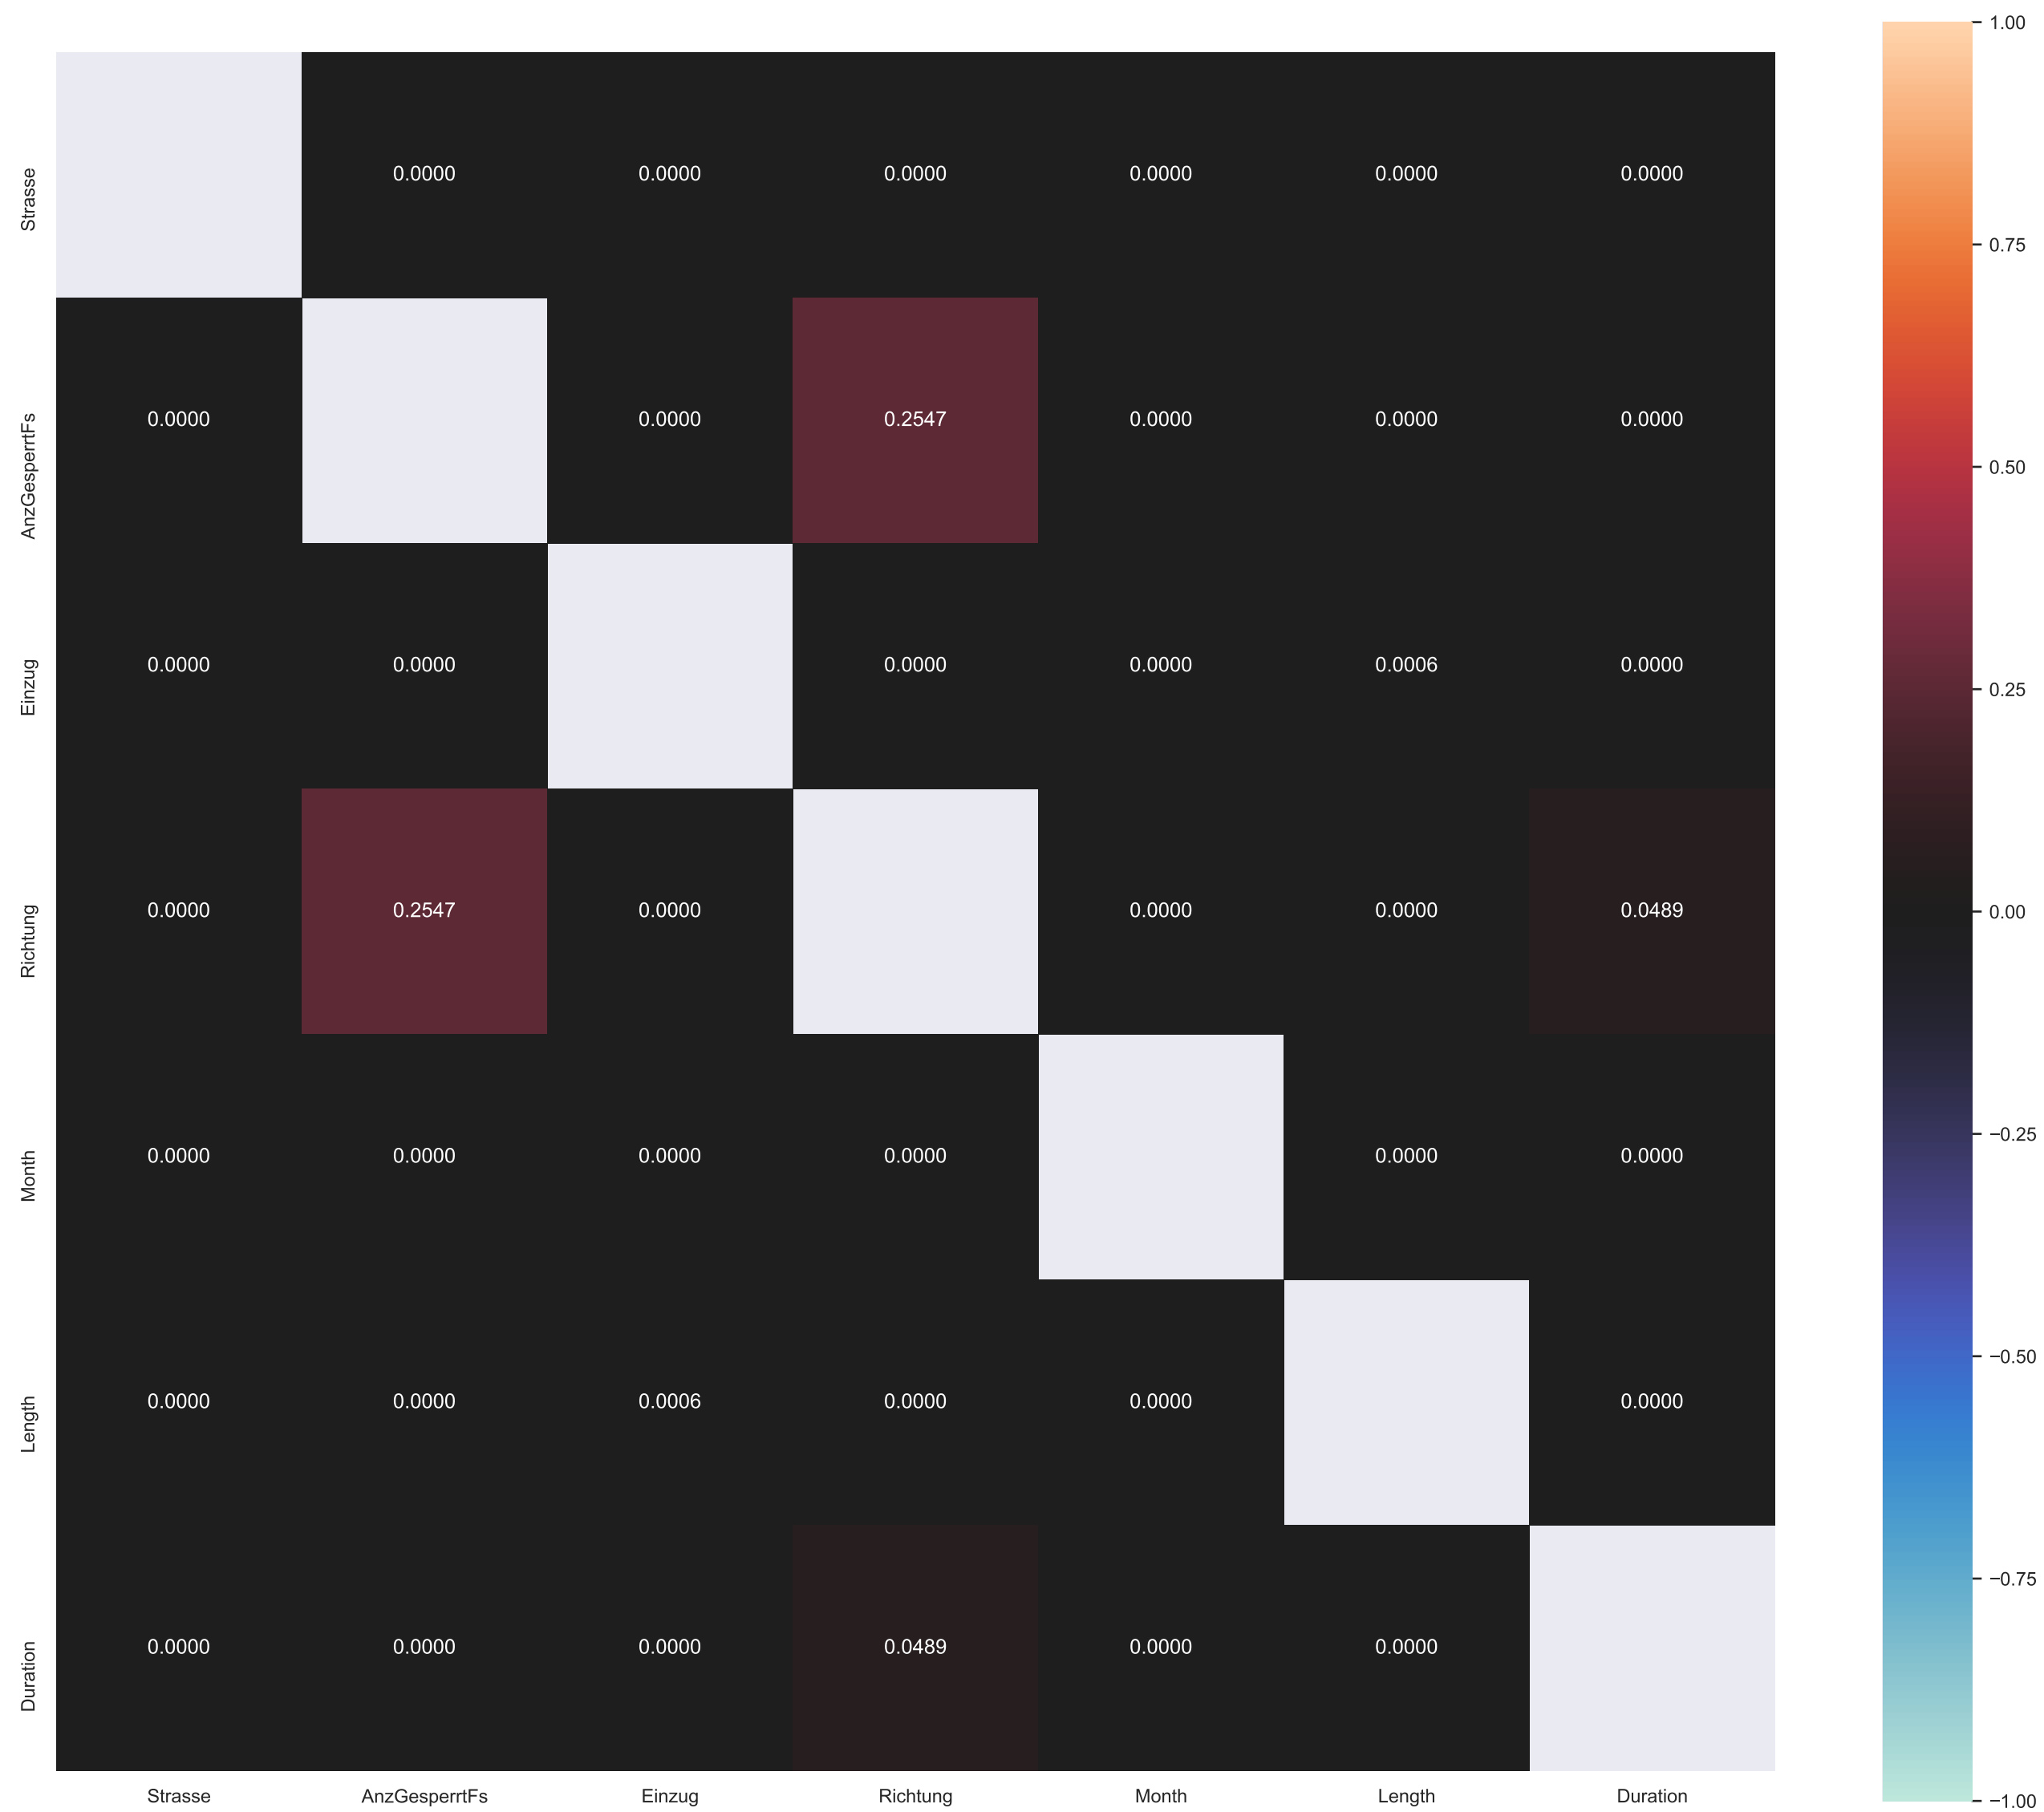 1.00
Strasse 0.0000 0.0000 0.0000 0.0000 0.0000 0.0000
0.75
AnzGesperrtFs 0.0000 0.0000 0.2547 0.0000 0.0000 0.0000
0.50
Einzug 0.0000 0.0000 0.0000 0.0000 0.0006 0.0000
0.25
Richtung 0.0000 0.2547 0.0000 0.0000 0.0000 0.0489
0.00
Month 0.0000 0.0000 0.0000 0.0000 0.0000 0.0000
−0.25
Length 0.0000 0.0000 0.0006 0.0000 0.0000 0.0000
−0.50
−0.75
Duration 0.0000 0.0000 0.0000 0.0489 0.0000 0.0000
−1.00
Strasse AnzGesperrtFs Einzug Richtung Month Length Duration